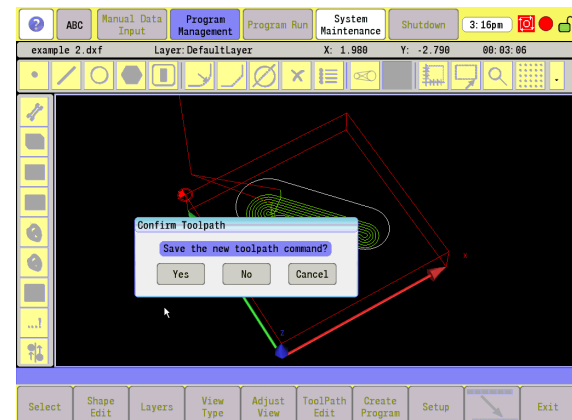 ?
ABC
Manual Data Input
Program Management
Program Run
System Maintenance
Shutdown
3:16pm
example 2.dxf Layer:DefaultLayer X: 1.980 Y: -2.790 00:03:06
Confirm Toolpath
Save the new toolpath command?
Yes No Cancel
Z
Select
Shape Edit
Layers
View Type
Adjust View
ToolPath Edit
Create Program
Setup
Exit